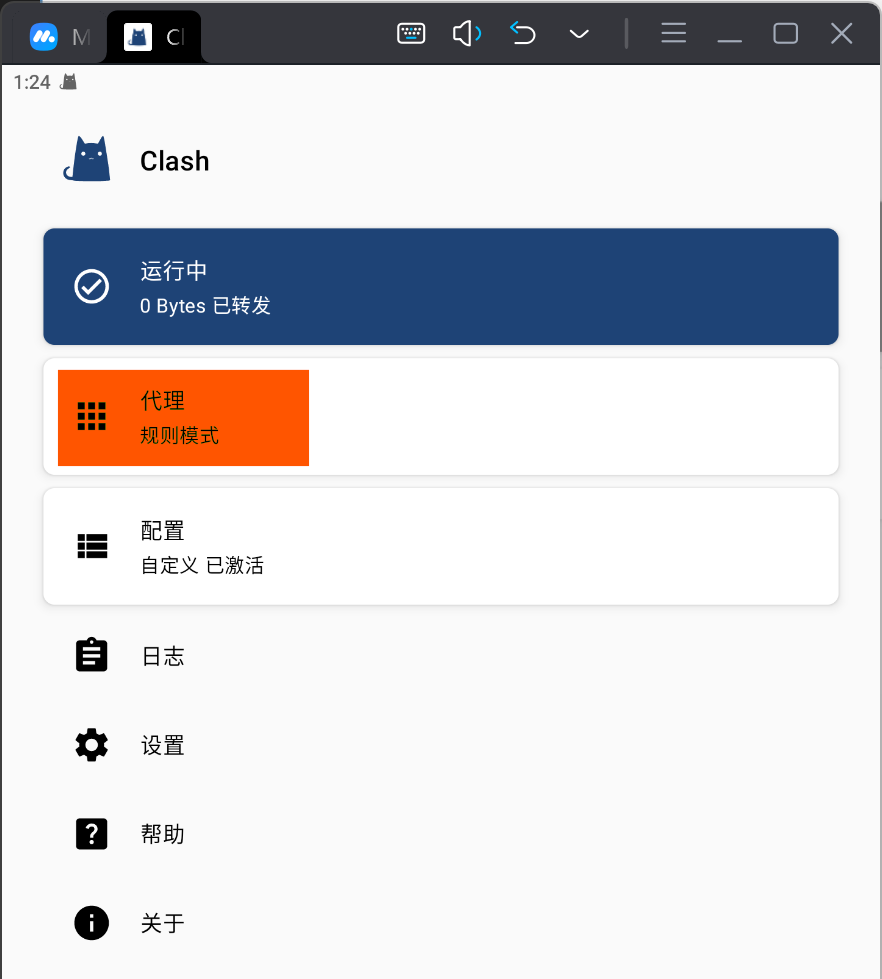 M
Cl
1:24
Clash
运行中
0 Bytes 已转发
代理
规则模式
配置
自定义 已激活
日志
设置
帮助
关于